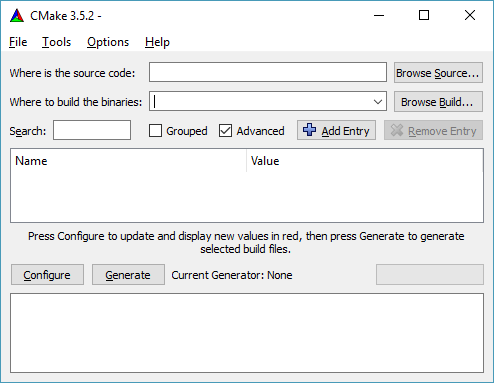 CMake 3.5.2 -
File Tools Options Help
Where is the source code: Browse Source...
Where to build the binaries: Browse Build...
Search: Grouped Advanced Add Entry Remove Entry
Name Value
Press Configure to update and display new values in red, then press Generate to generate
selected build files.
Configure Generate Current Generator: None